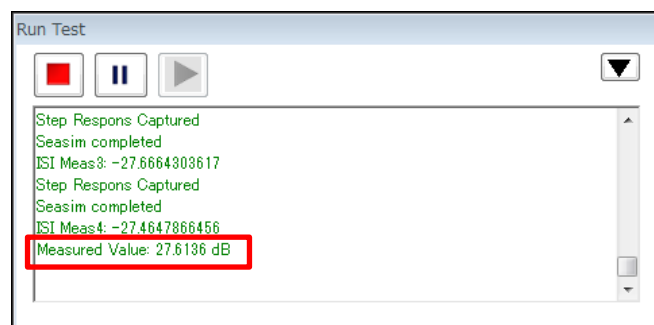 Run Test
Step Respons Captured
Seasim completed
ISI Meas3: -27.6664303617
Step Respons Captured
Seasim completed
ISI Meas4: -27.4647866456
Measured Value: 27.6136 dB